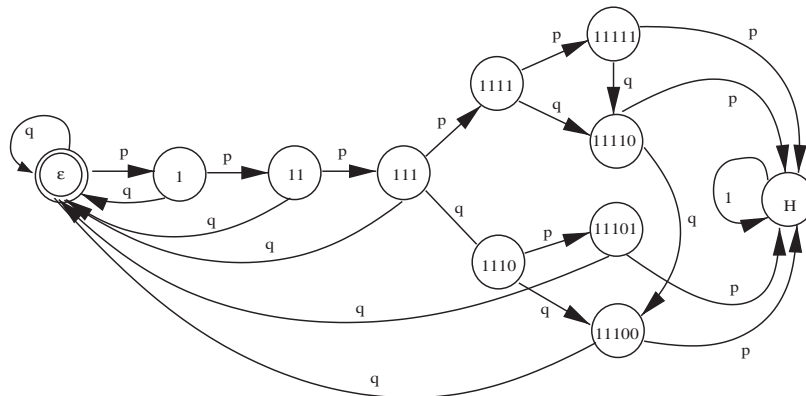 p 11111 p
1111 q
p q 11110 p
q p p p
ε 1 11 111
q q q q 1 H
q
p 11101
1110 q
q p
q 11100
p
q